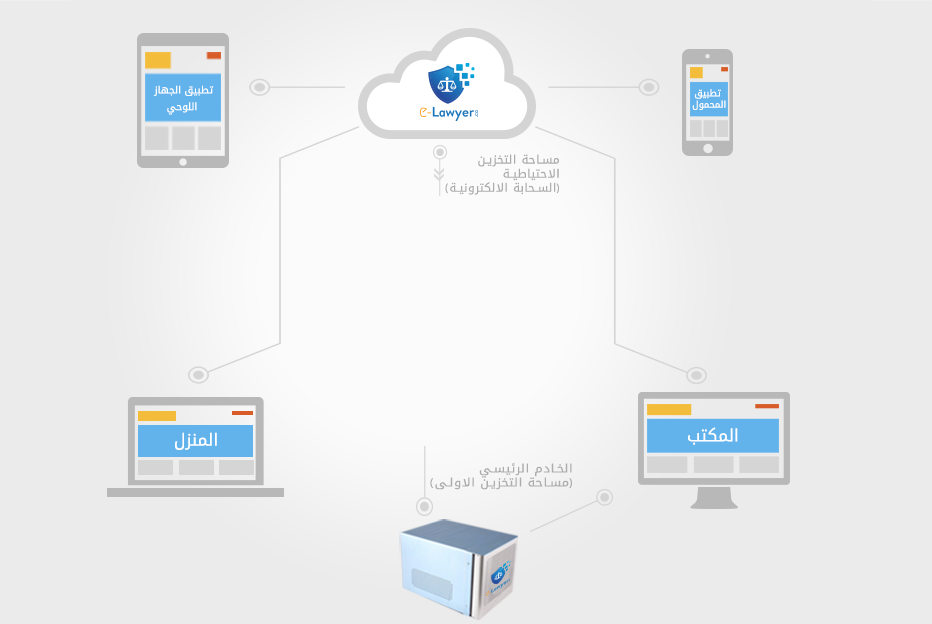 تطبيق الجهاز
اللوحي
e-Lawyer
تطبيق
المحمول
مساحة التخزين
الاحتياطية
(السحابة الالكترونية)
المنزل
المكتب
الخادم الرئيسي
(مساحة التخزين الاولى)
e-Lawyer